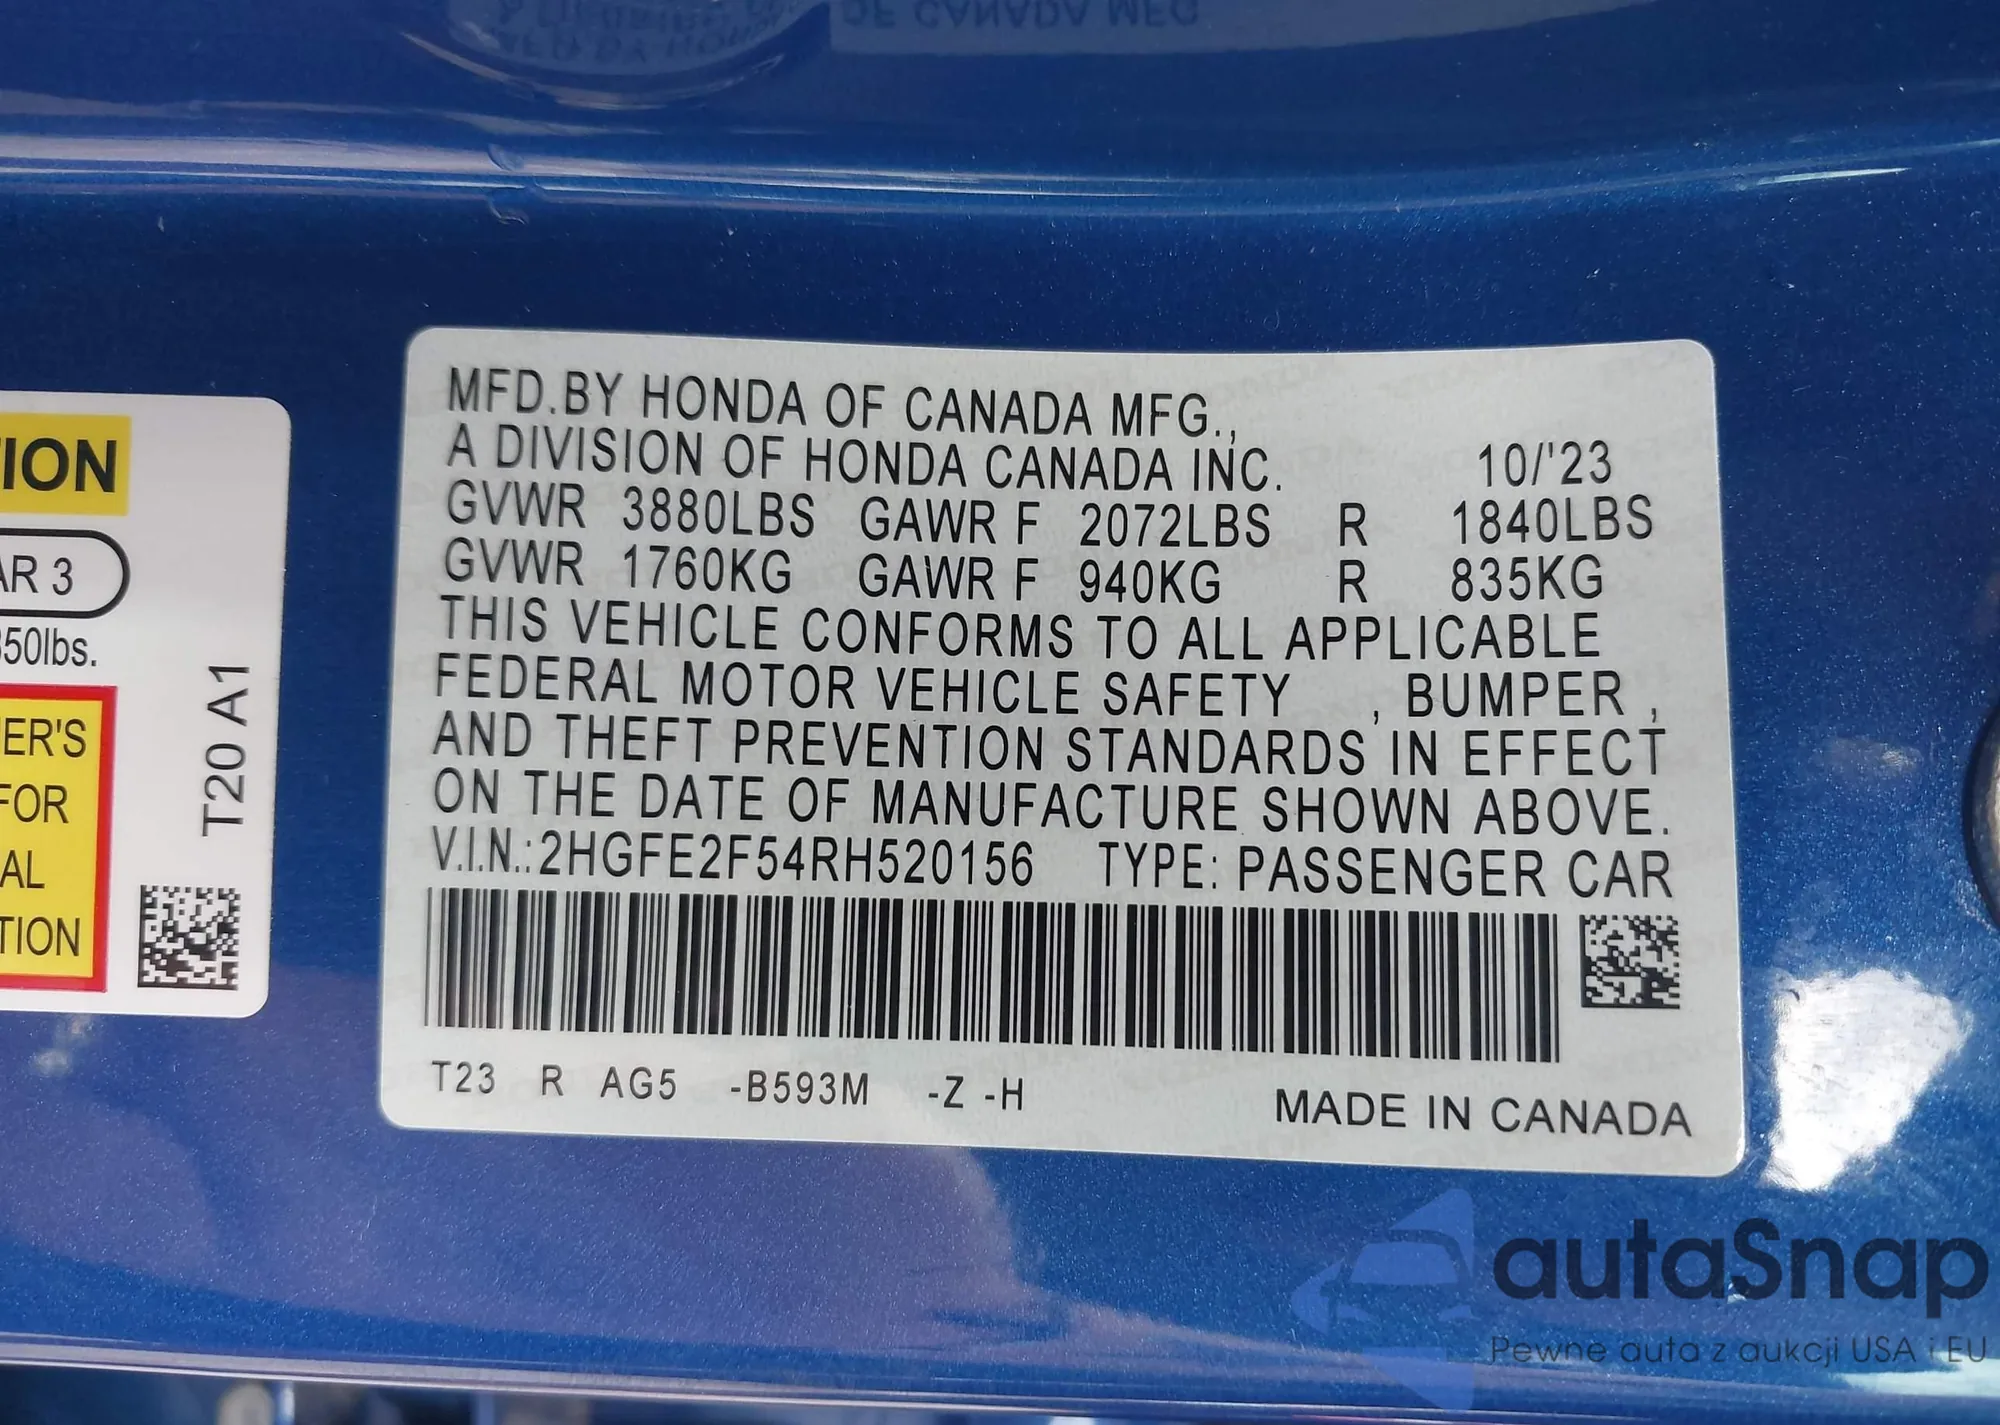 MFD.BY HONDA OF CANADA MFG.,
A DIVISION OF HONDA CANADA INC. 10/'23
GVWR 3880LBS GAWR F 2072LBS R 1840LBS
GVWR 1760KG GAWR F 940KG R 835KG
THIS VEHICLE CONFORMS TO ALL APPLICABLE
FEDERAL MOTOR VEHICLE SAFETY , BUMPER ,
AND THEFT PREVENTION STANDARDS IN EFFECT
ON THE DATE OF MANUFACTURE SHOWN ABOVE.
V.I.N.:2HGFE2F54RH520156 TYPE: PASSENGER CAR
T23 R AG5 -B593M -Z -H
MADE IN CANADA
ION
AR 3
350lbs.
ER'S
FOR
AL
TION
T20 A1
OF CANADA MFG
autaSnap
Pewne auta z aukcji USA i EU